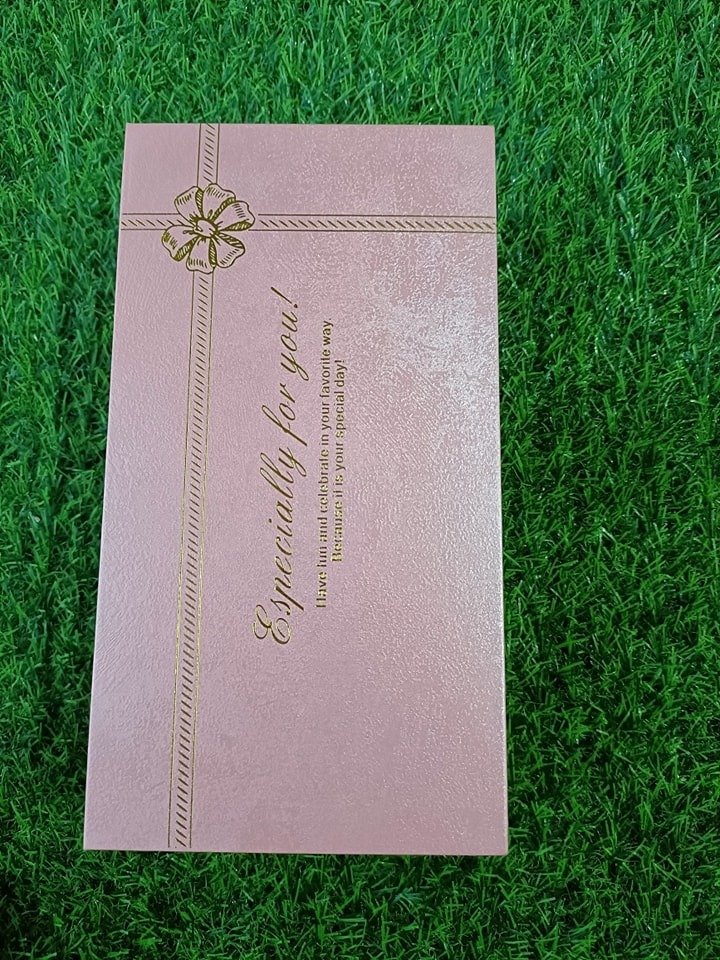 Especially for you!
Have fun and celebrate in your favorite way
Because it is your special day!